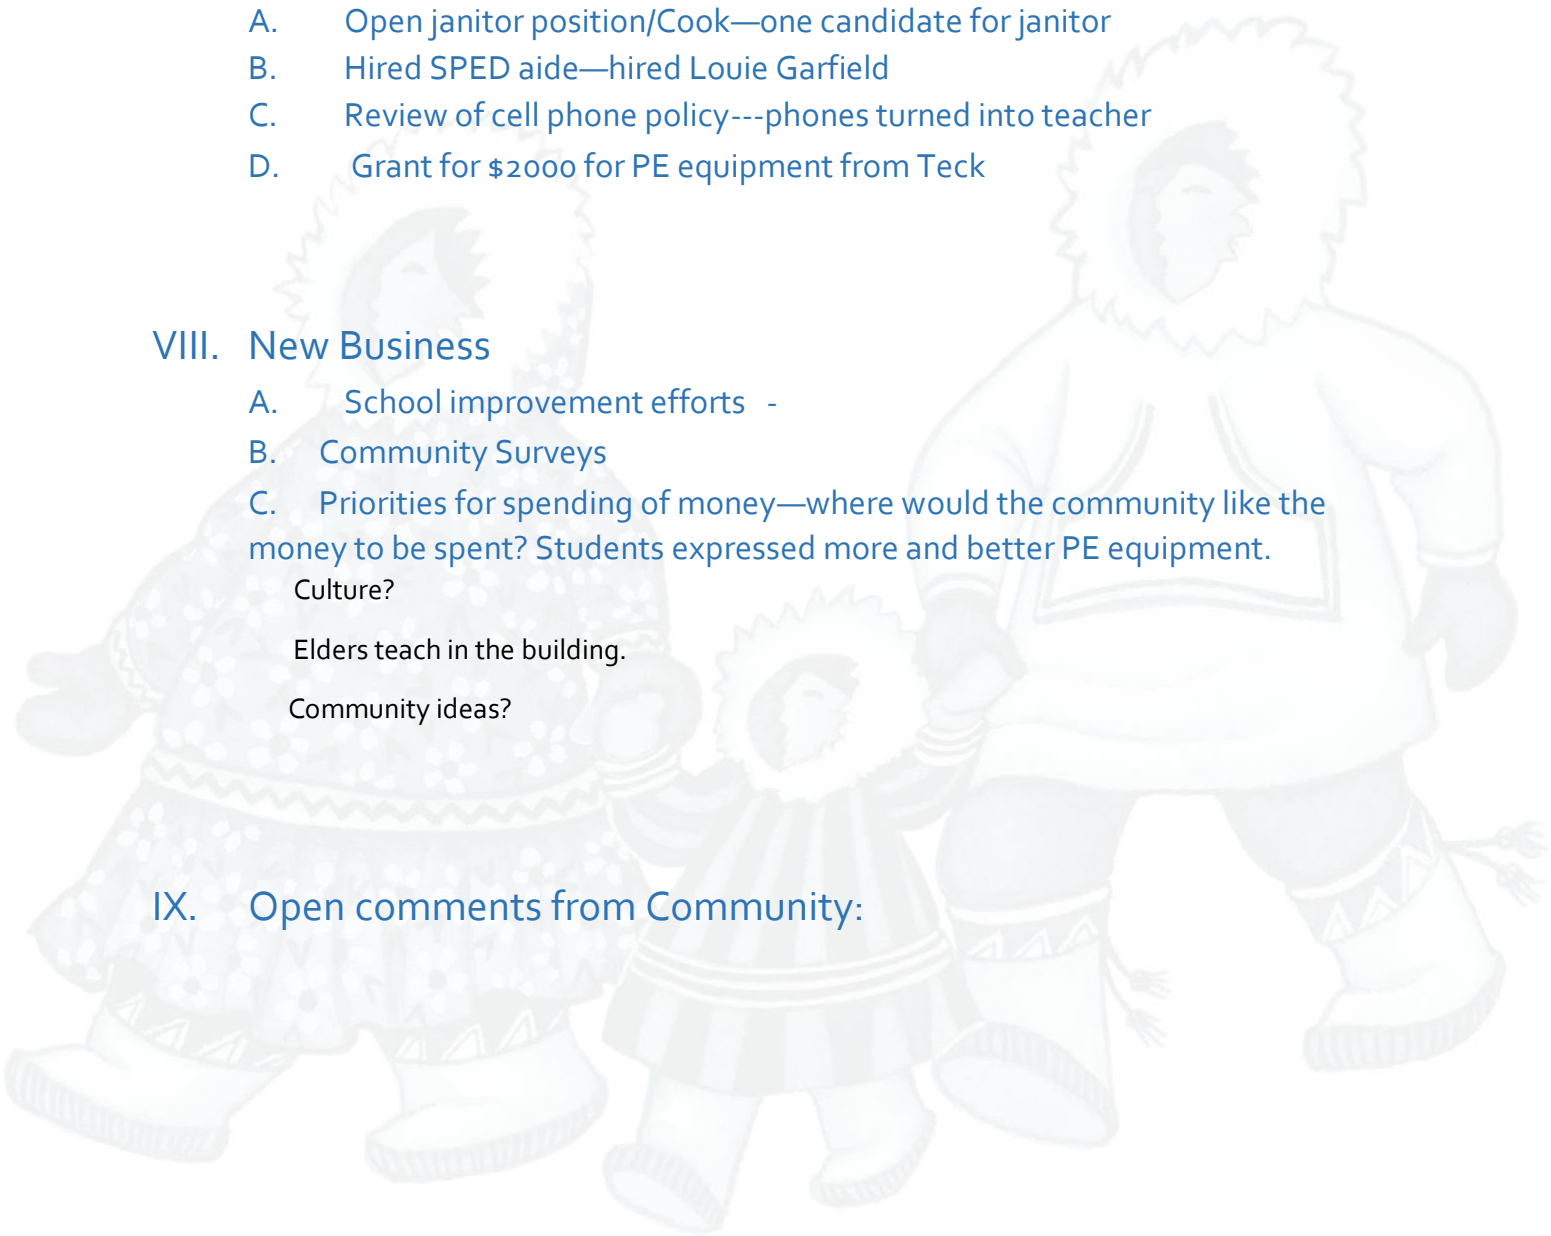 A. Open janitor position/Cook—one candidate for janitor
B. Hired SPED aide—hired Louie Garfield
C. Review of cell phone policy---phones turned into teacher
D. Grant for $2000 for PE equipment from Teck
VIII. New Business
A. School improvement efforts -
B. Community Surveys
C. Priorities for spending of money—where would the community like the
money to be spent? Students expressed more and better PE equipment.
Culture?
Elders teach in the building.
Community ideas?
IX. Open comments from Community: